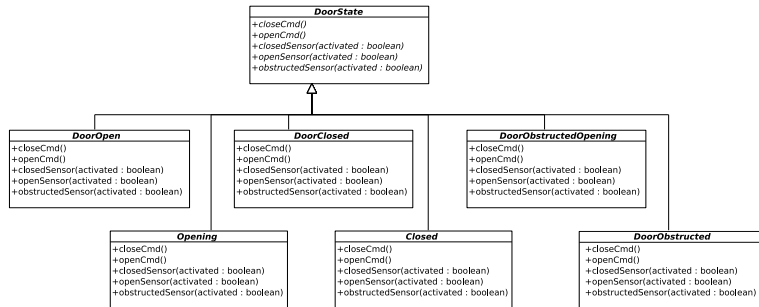 DoorState
+closeCmd()
+openCmd()
+closedSensor(activated : boolean)
+openSensor(activated : boolean)
+obstructedSensor(activated : boolean)
DoorOpen
+closeCmd()
+openCmd()
+closedSensor(activated : boolean)
+openSensor(activated : boolean)
+obstructedSensor(activated : boolean)
DoorClosed
+closeCmd()
+openCmd()
+closedSensor(activated : boolean)
+openSensor(activated : boolean)
+obstructedSensor(activated : boolean)
DoorObstructedOpening
+closeCmd()
+openCmd()
+closedSensor(activated : boolean)
+openSensor(activated : boolean)
+obstructedSensor(activated : boolean)
Opening
+closeCmd()
+openCmd()
+closedSensor(activated : boolean)
+openSensor(activated : boolean)
+obstructedSensor(activated : boolean)
Closed
+closeCmd()
+openCmd()
+closedSensor(activated : boolean)
+openSensor(activated : boolean)
+obstructedSensor(activated : boolean)
DoorObstructed
+closeCmd()
+openCmd()
+closedSensor(activated : boolean)
+openSensor(activated : boolean)
+obstructedSensor(activated : boolean)